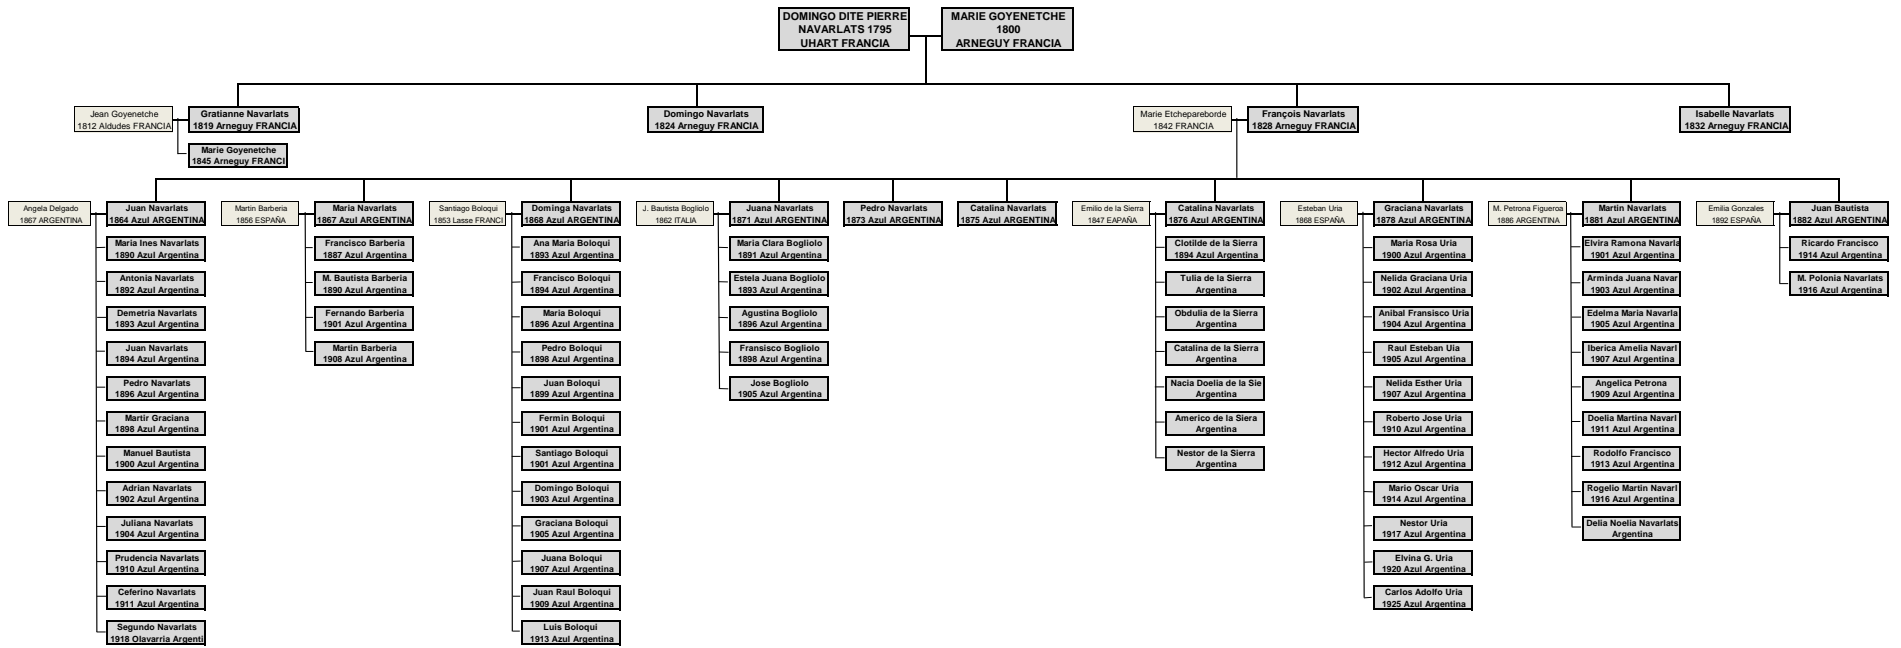 DOMINGO DITE PIERRE
NAVARLATS 1795
UHART FRANCIA
MARIE GOYENETCHE
1800
ARNEGUY FRANCIA
Jean Goyenetche
1812 Aldudes FRANCIA
Gratianne Navarlats
1819 Arneguy FRANCIA
Domingo Navarlats
1824 Arneguy FRANCIA
Marie Etchepareborde
1842 FRANCIA
François Navarlats
1828 Arneguy FRANCIA
Isabelle Navarlats
1832 Arneguy FRANCIA
Marie Goyenetche
1845 Arneguy FRANCI
Angela Delgado
1867 ARGENTINA
Juan Navarlats
1864 Azul ARGENTINA
Martin Barberia
1856 ESPAÑA
Maria Navarlats
1867 Azul ARGENTINA
Santiago Boloqui
1853 Lasse FRANCI
Dominga Navarlats
1868 Azul ARGENTINA
J. Bautista Bogliolo
1862 ITALIA
Juana Navarlats
1871 Azul ARGENTINA
Pedro Navarlats
1873 Azul ARGENTINA
Catalina Navarlats
1875 Azul ARGENTINA
Emilio de la Sierra
1847 EAPAÑA
Catalina Navarlats
1876 Azul ARGENTINA
Esteban Uria
1868 ESPAÑA
Graciana Navarlats
1878 Azul ARGENTINA
M. Petrona Figueroa
1886 ARGENTINA
Martin Navarlats
1881 Azul ARGENTINA
Emilia Gonzales
1892 ESPAÑA
Juan Bautista
1882 Azul ARGENTINA
Maria Ines Navarlats
1890 Azul Argentina
Antonia Navarlats
1892 Azul Argentina
Demetria Navarlats
1893 Azul Argentina
Juan Navarlats
1894 Azul Argentina
Pedro Navarlats
1896 Azul Argentina
Martir Graciana
1898 Azul Argentina
Manuel Bautista
1900 Azul Argentina
Adrian Navarlats
1902 Azul Argentina
Juliana Navarlats
1904 Azul Argentina
Prudencia Navarlats
1910 Azul Argentina
Ceferino Navarlats
1911 Azul Argentina
Segundo Navarlats
1918 Olavarria Argenti
Francisco Barberia
1887 Azul Argentina
M. Bautista Barberia
1890 Azul Argentina
Fernando Barberia
1901 Azul Argentina
Martin Barberia
1908 Azul Argentina
Ana Maria Boloqui
1893 Azul Argentina
Francisco Boloqui
1894 Azul Argentina
Maria Boloqui
1896 Azul Argentina
Pedro Boloqui
1898 Azul Argentina
Juan Boloqui
1899 Azul Argentina
Fermin Boloqui
1901 Azul Argentina
Santiago Boloqui
1901 Azul Argentina
Domingo Boloqui
1903 Azul Argentina
Graciana Boloqui
1905 Azul Argentina
Juana Boloqui
1907 Azul Argentina
Juan Raul Boloqui
1909 Azul Argentina
Luis Boloqui
1913 Azul Argentina
Maria Clara Bogliolo
1891 Azul Argentina
Estela Juana Bogliolo
1893 Azul Argentina
Agustina Bogliolo
1896 Azul Argentina
Fransisco Bogliolo
1898 Azul Argentina
Jose Bogliolo
1905 Azul Argentina
Clotilde de la Sierra
1894 Azul Argentina
Tulia de la Sierra
Argentina
Obdulia de la Sierra
Argentina
Catalina de la Sierra
Argentina
Nacia Doelia de la Sie
Argentina
Americo de la Siera
Argentina
Nestor de la Sierra
Argentina
Maria Rosa Uria
1900 Azul Argentina
Nelida Graciana Uria
1902 Azul Argentina
Anibal Fransisco Uria
1904 Azul Argentina
Raul Esteban Uia
1905 Azul Argentina
Nelida Esther Uria
1907 Azul Argentina
Roberto Jose Uria
1910 Azul Argentina
Hector Alfredo Uria
1912 Azul Argentina
Mario Oscar Uria
1914 Azul Argentina
Nestor Uria
1917 Azul Argentina
Elvina G. Uria
1920 Azul Argentina
Carlos Adolfo Uria
1925 Azul Argentina
Elvira Ramona Navarla
1901 Azul Argentina
Arminda Juana Navar
1903 Azul Argentina
Edelma Maria Navarla
1905 Azul Argentina
Iberica Amelia Navarl
1907 Azul Argentina
Angelica Petrona
1909 Azul Argentina
Doelia Martina Navarl
1911 Azul Argentina
Rodolfo Francisco
1913 Azul Argentina
Rogelio Martin Navarl
1916 Azul Argentina
Delia Noelia Navarlats
Argentina
Ricardo Francisco
1914 Azul Argentina
M. Polonia Navarlats
1916 Azul Argentina